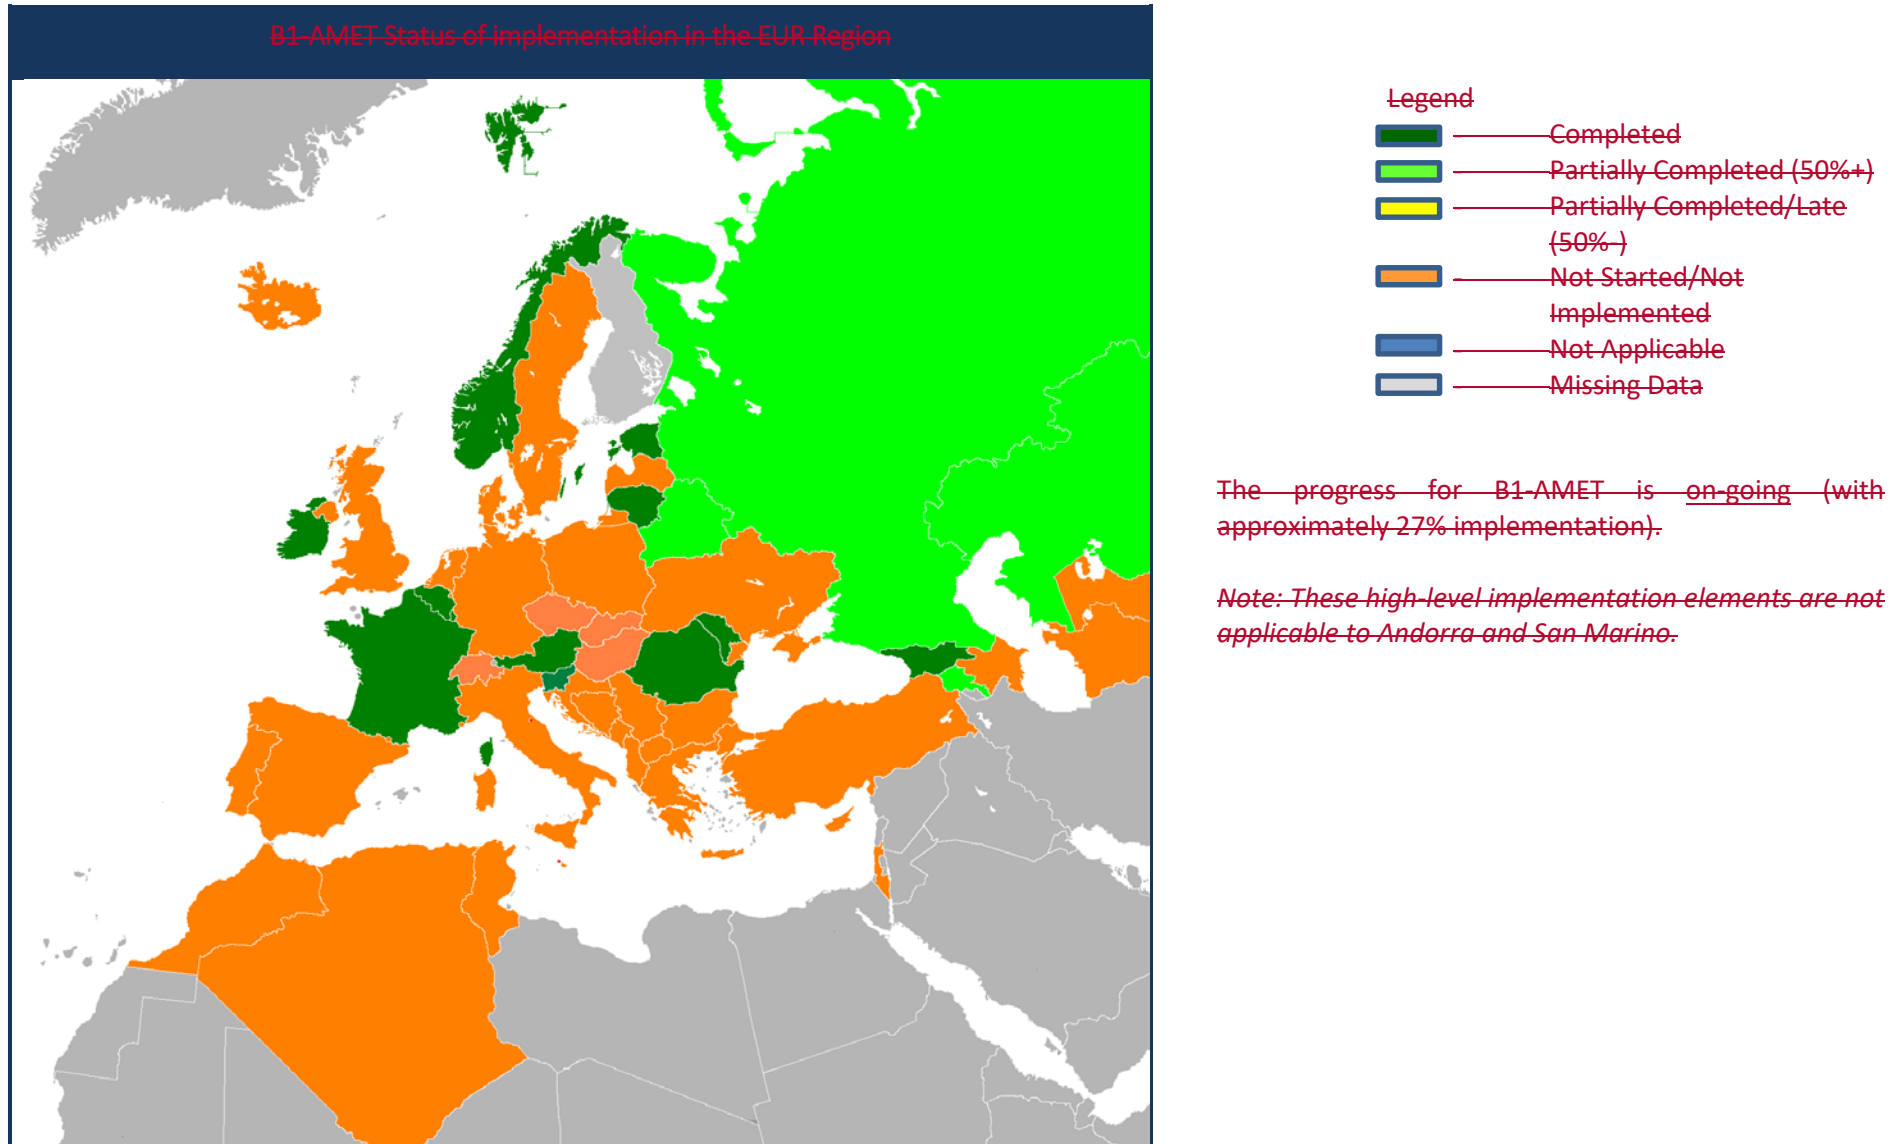 B1-AMET Status of implementation in the EUR Region
Legend
Completed
Partially Completed (50%+)
Partially Completed/Late
(50%-)
Not Started/Not
Implemented
Not Applicable
Missing Data
The progress for B1-AMET is on-going (with
approximately 27% implementation).
Note: These high-level implementation elements are not
applicable to Andorra and San Marino.